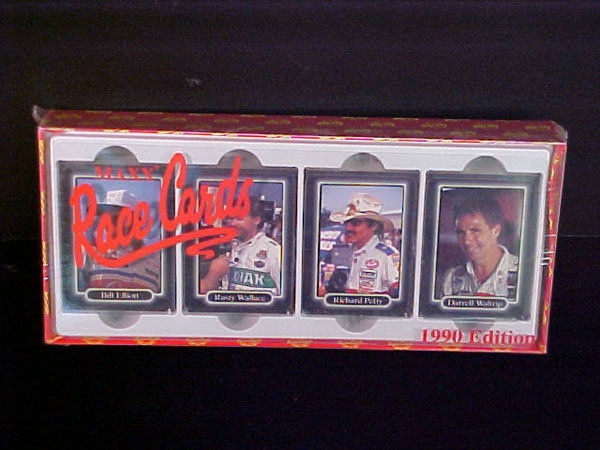 MAXX
Race Cards
Bill Elliott
Rusty Wallace
Richard Petty
Darrell Waltrip
1990 Edition